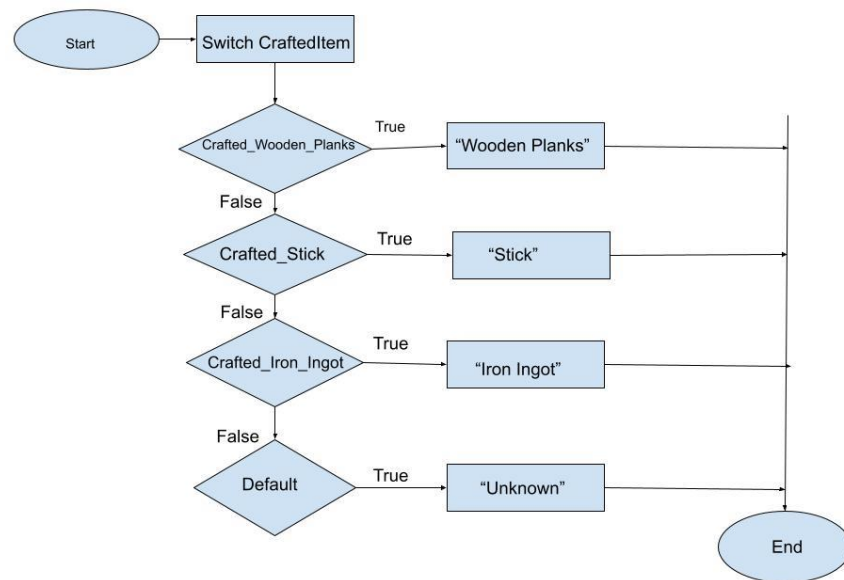 Start
Switch CraftedItem
Crafted_Wooden_Planks
True
“Wooden Planks”
False
Crafted_Stick
True
“Stick”
False
Crafted_Iron_Ingot
True
“Iron Ingot”
False
Default
True
“Unknown”
End